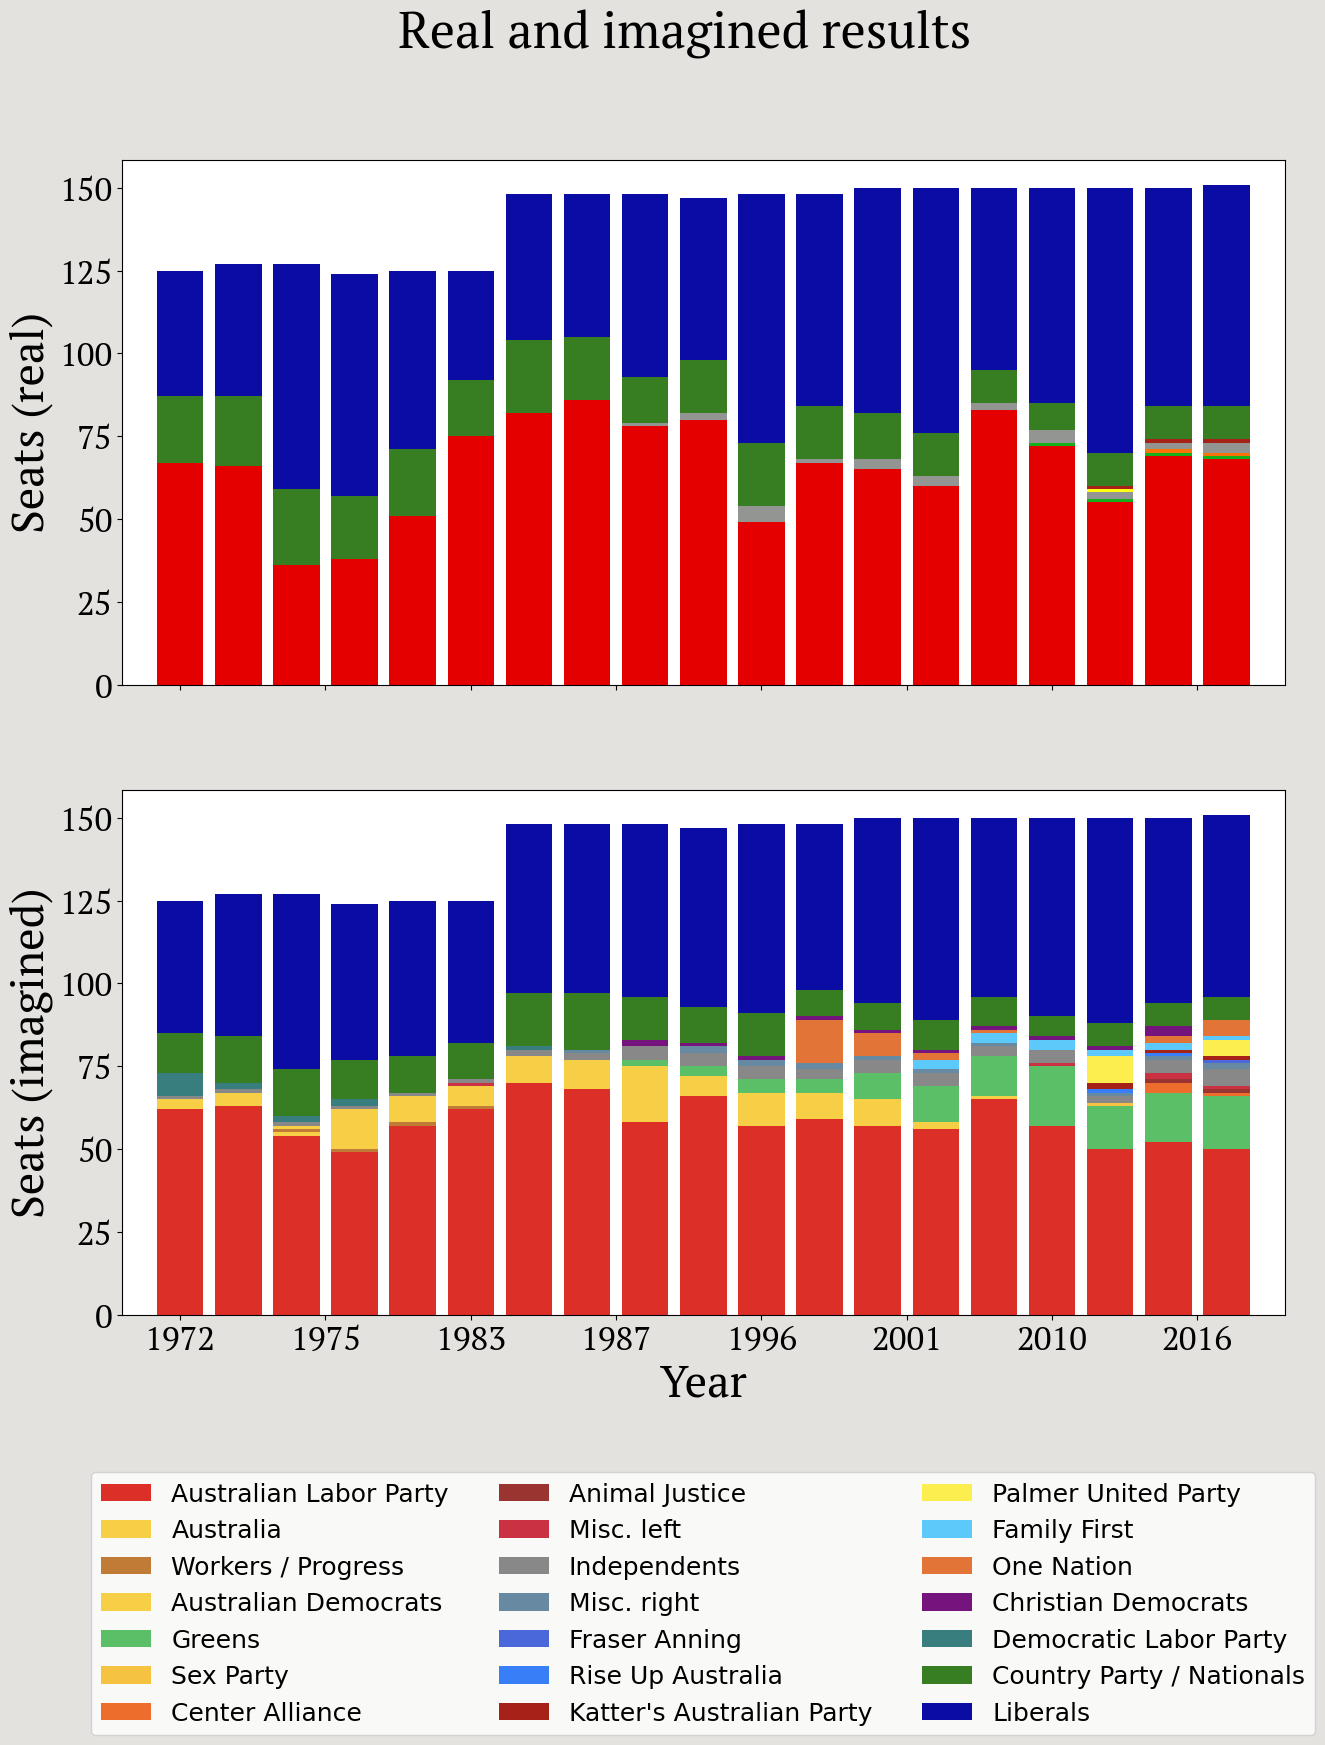 Real and imagined results
Seats (real)
150
125
100
75
50
25
0
Seats (imagined)
150
125
100
75
50
25
0
1972 1975 1983 1987 1996 2001 2010 2016
Year
Australian Labor Party
Australia
Workers / Progress
Australian Democrats
Greens
Sex Party
Center Alliance
Animal Justice
Misc. left
Independents
Misc. right
Fraser Anning
Rise Up Australia
Katter's Australian Party
Palmer United Party
Family First
One Nation
Christian Democrats
Democratic Labor Party
Country Party / Nationals
Liberals